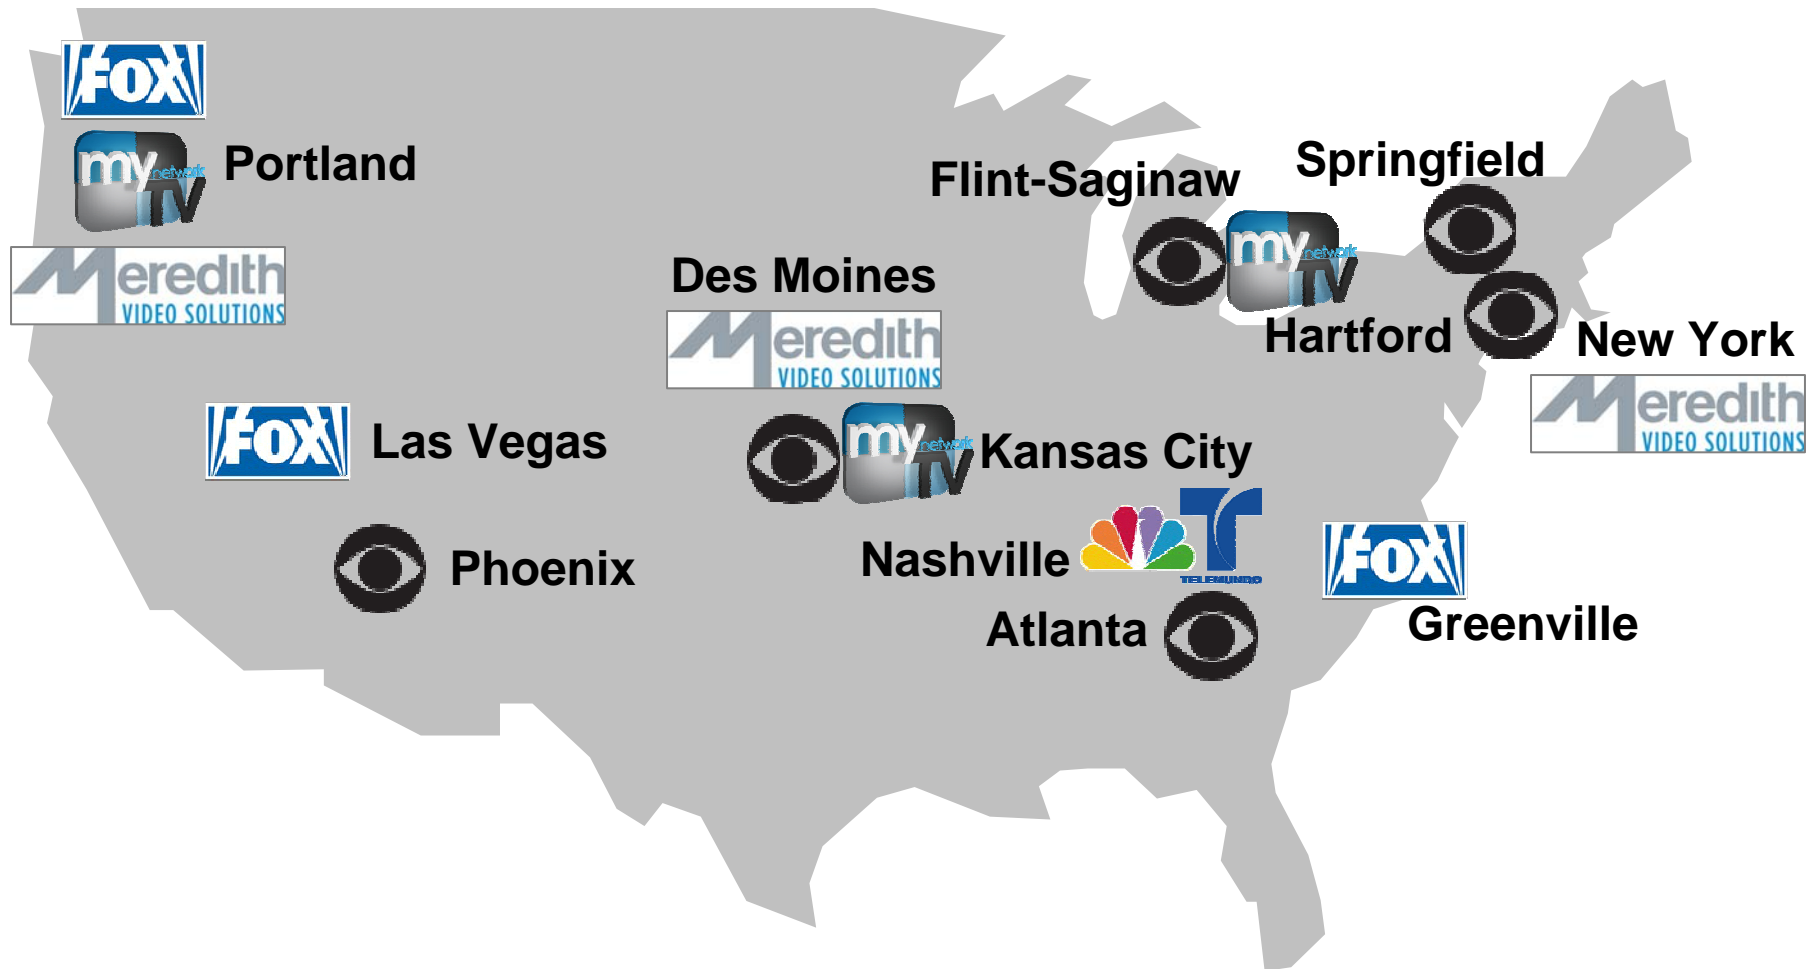 FOX
my
network
TV
Portland
Meredith
VIDEO SOLUTIONS
Flint-Saginaw
Springfield
my
network
TV
Des Moines
Meredith
VIDEO SOLUTIONS
Hartford
New York
Meredith
VIDEO SOLUTIONS
FOX
Las Vegas
my
network
TV
Kansas City
Phoenix
Nashville
TELEMUNDO
FOX
Greenville
Atlanta